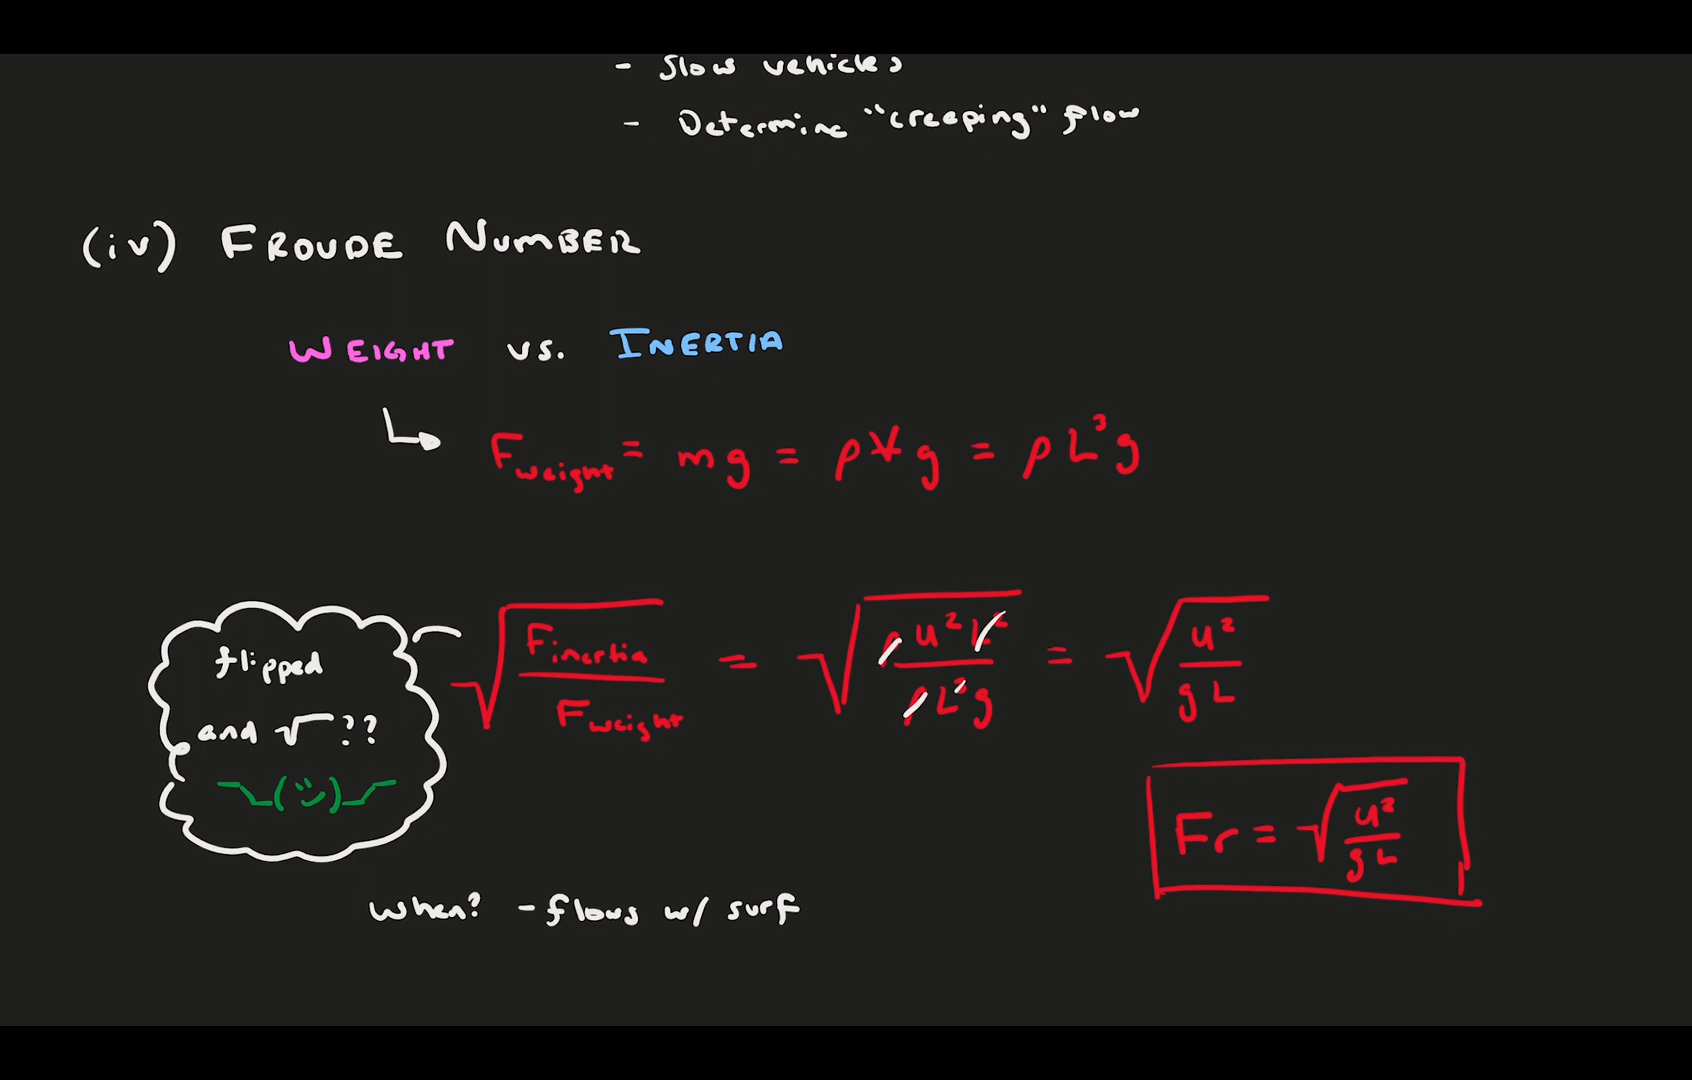 - Slow vehicles
- Determine "creeping" flow
(iv) FROUDE NUMBER
WEIGHT vs. INERTIA
F_weight = mg = ρVg = ρL³g
flipped
and √??
¯\_(ツ)_/¯
√(F_inertia / F_weight) = √(ρu²L² / ρL³g) = √(u² / gL)
Fr = √(u² / gL)
When? - flows w/ surf